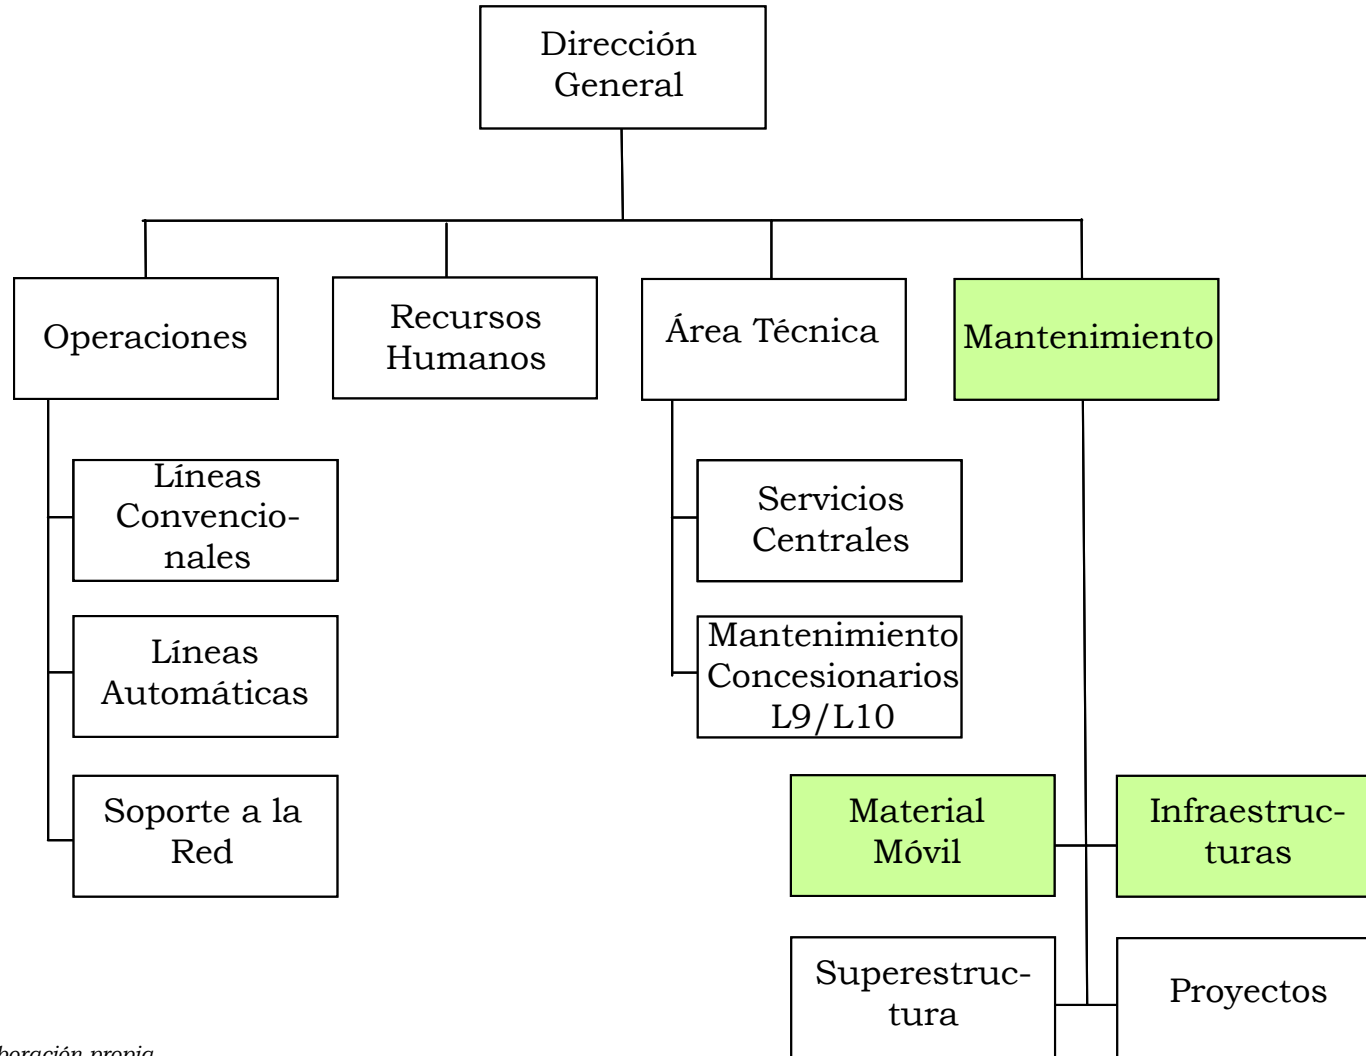 Dirección
General
Operaciones
Recursos
Humanos
Área Técnica
Mantenimiento
Líneas
Convencio-
nales
Servicios
Centrales
Líneas
Automáticas
Mantenimiento
Concesionarios
L9/L10
Soporte a la
Red
Material
Móvil
Infraestruc-
turas
Superestruc-
tura
Proyectos
propia